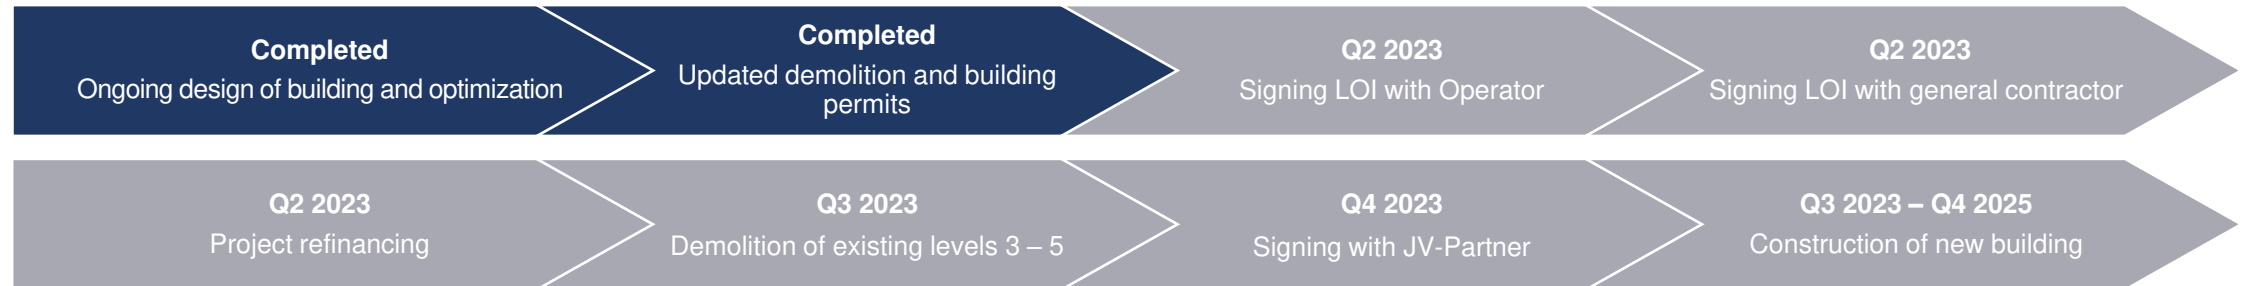 Completed
Ongoing design of building and optimization
Completed
Updated demolition and building
permits
Q2 2023
Signing LOI with Operator
Q2 2023
Signing LOI with general contractor
Q2 2023
Project refinancing
Q3 2023
Demolition of existing levels 3 – 5
Q4 2023
Signing with JV-Partner
Q3 2023 – Q4 2025
Construction of new building